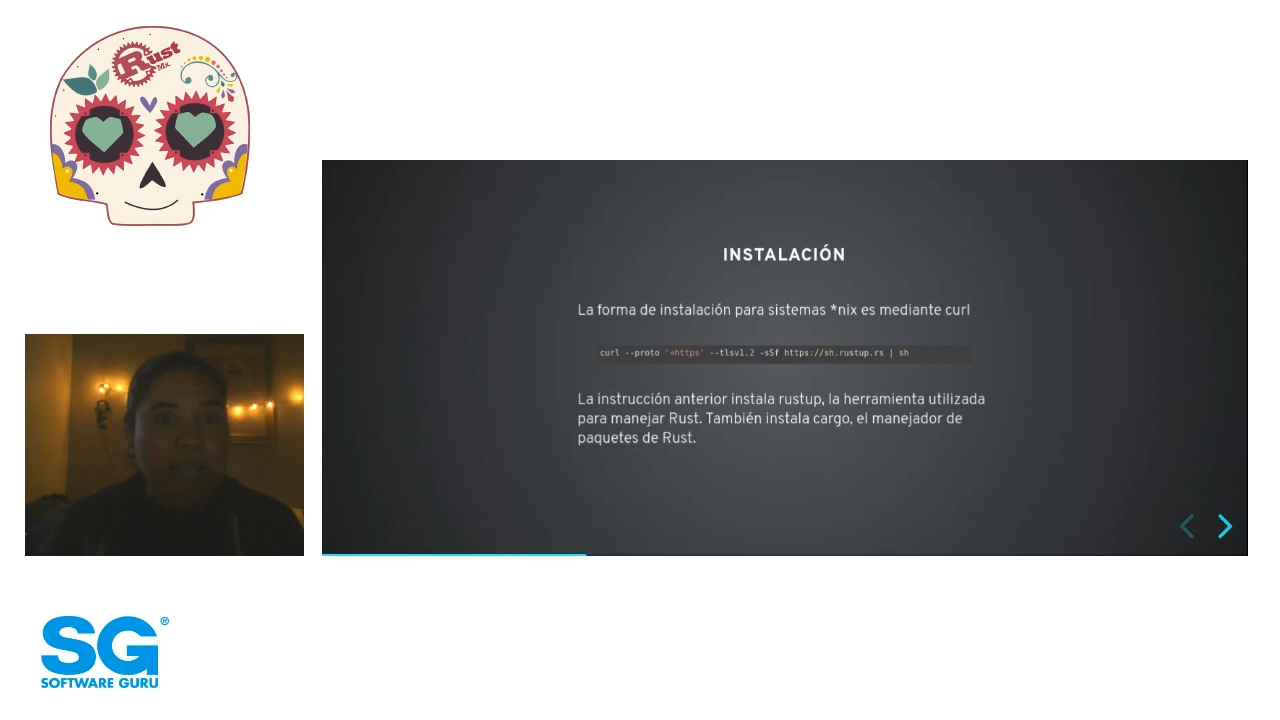 Rust
Mx.
INSTALACIÓN
La forma de instalación para sistemas *nix es mediante curl
curl --proto '=https' --tlsv1.2 -sSf https://sh.rustup.rs | sh
La instrucción anterior instala rustup, la herramienta utilizada
para manejar Rust. También instala cargo, el manejador de
paquetes de Rust.
SG®
SOFTWARE GURU